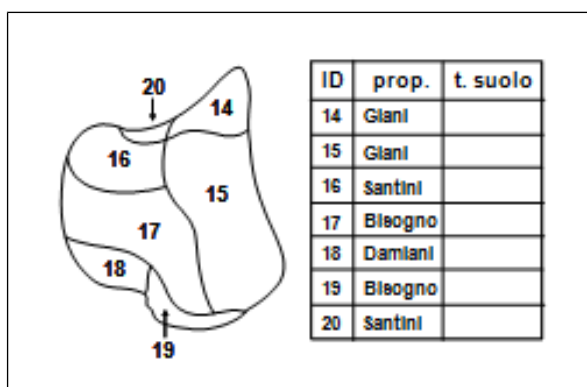 20
14
16
15
17
18
19
ID prop. t. suolo
14 Giani
15 Giani
16 Santini
17 Bisogno
18 Damiani
19 Bisogno
20 Santini